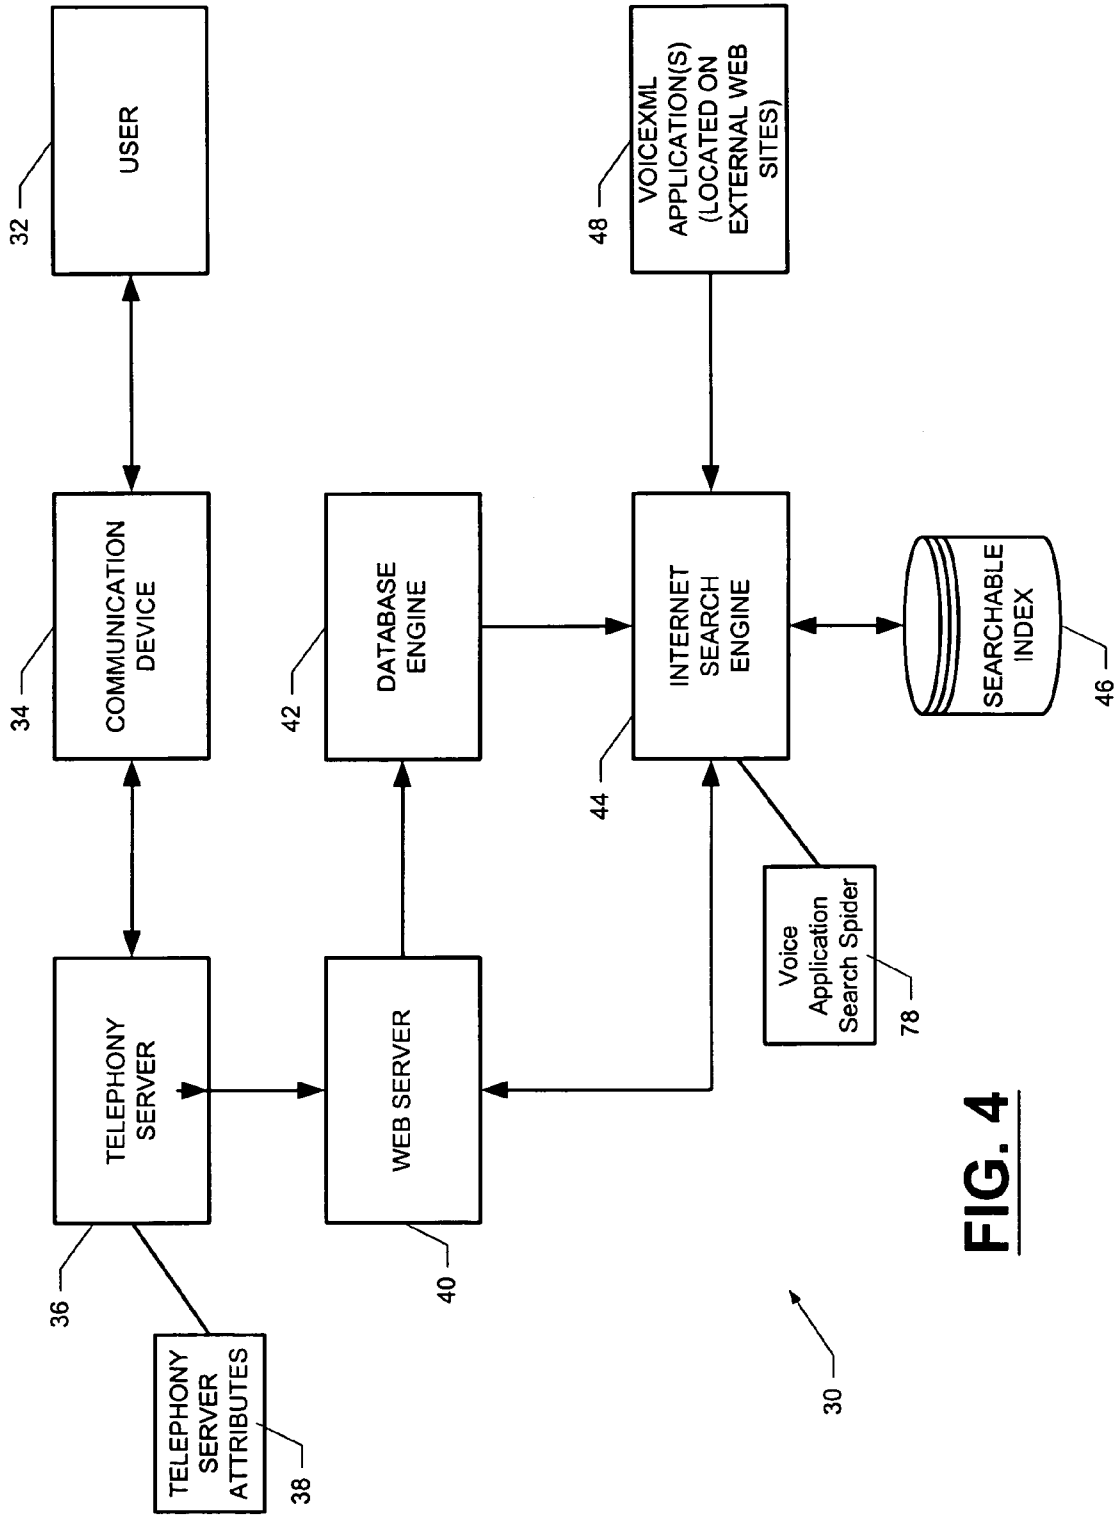 36
TELEPHONY
SERVER
34
COMMUNICATION
DEVICE
32
USER
TELEPHONY
SERVER
ATTRIBUTES
38
WEB SERVER
40
42
DATABASE
ENGINE
44
INTERNET
SEARCH
ENGINE
48
VOICEXML
APPLICATION(S)
(LOCATED ON
EXTERNAL WEB
SITES)
Voice
Application
Search Spider
78
SEARCHABLE
INDEX
46
30
FIG. 4